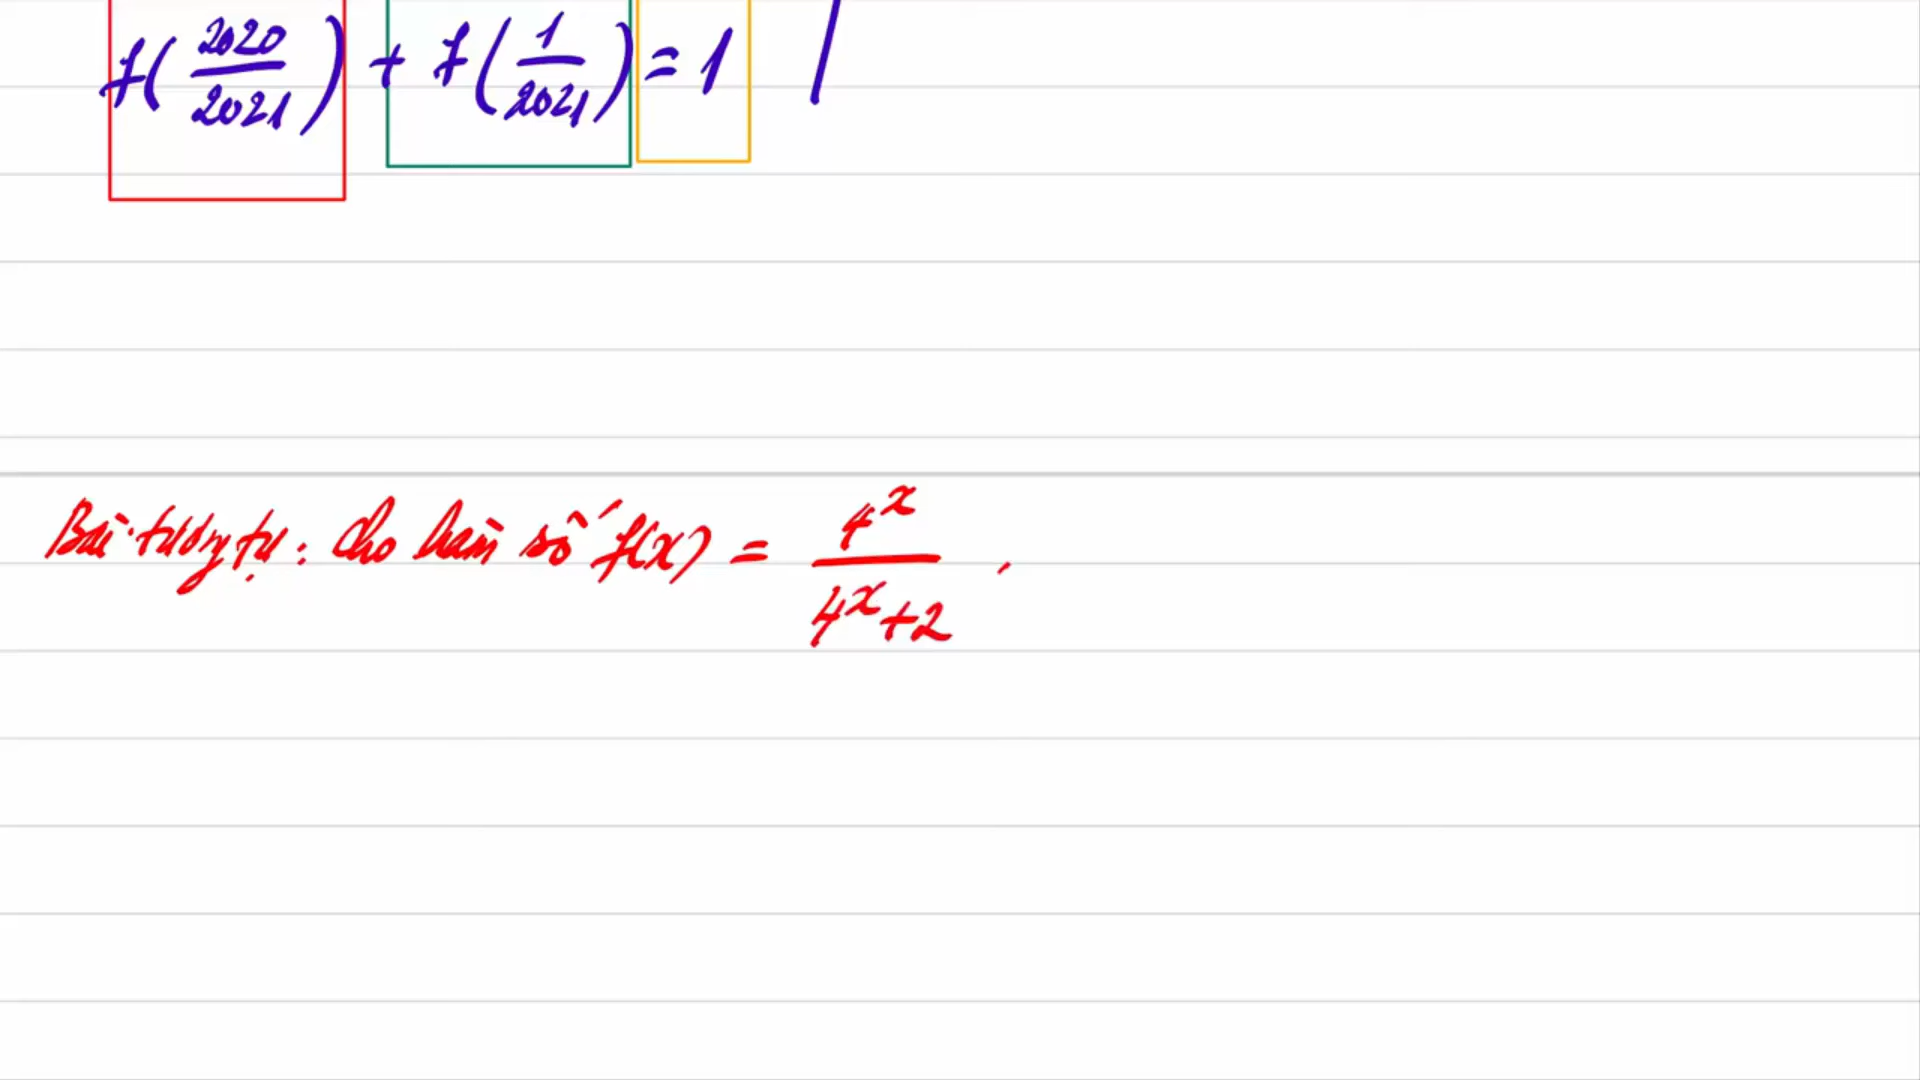 f(2020/2021) + f(1/2021) = 1
Bài tương tự: Cho hàm số f(x) = 4^x/(4^x+2)